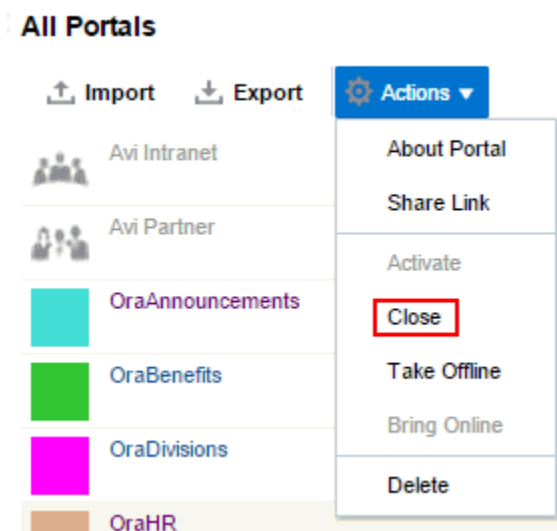 All Portals
Import Export Actions
Avi Intranet
Avi Partner
OraAnnouncements
OraBenefits
OraDivisions
OraHR
About Portal
Share Link
Activate
Close
Take Offline
Bring Online
Delete